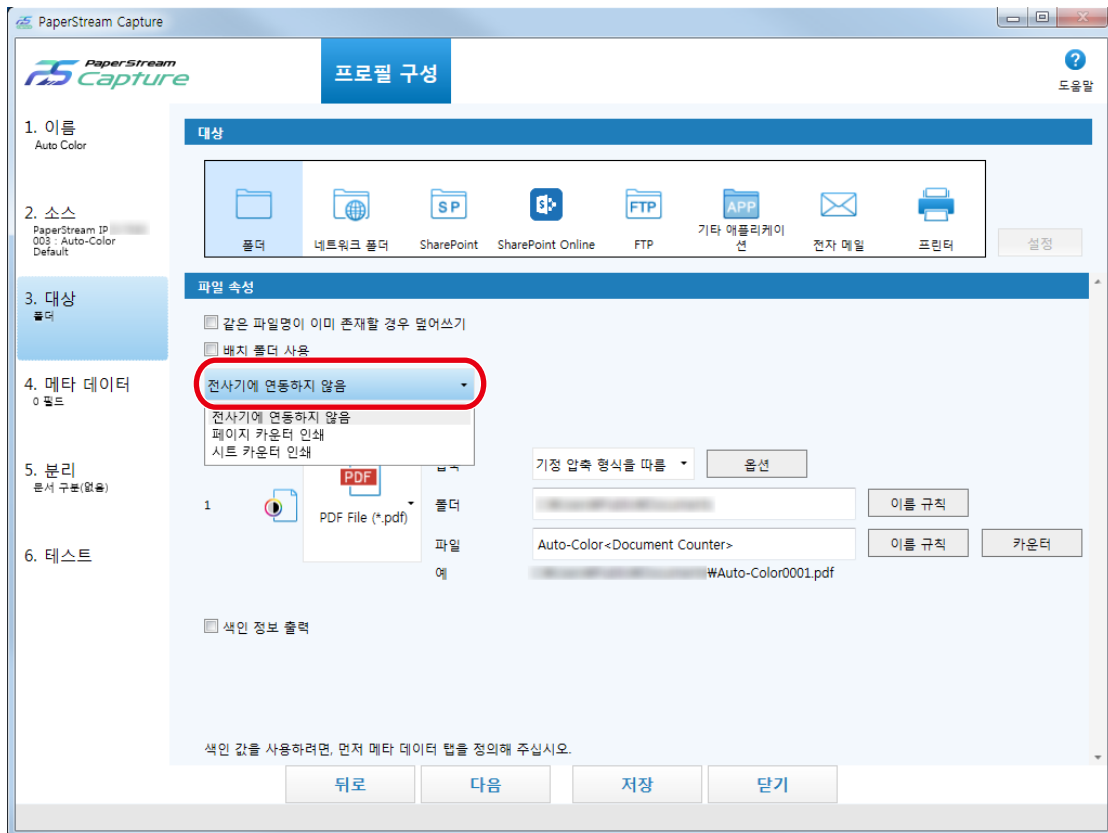 PaperStream Capture
PaperStream
Capture
프로필 구성
?
도움말
1. 이름
Auto Color
2. 소스
PaperStream IP
003 : Auto-Color
Default
3. 대상
폴더
4. 메타 데이터
0 필드
5. 분리
문서 구분(없음)
6. 테스트
대상
폴더
네트워크 폴더
SP
SharePoint
S
SharePoint Online
FTP
FTP
APP
기타 애플리케이
션
전자 메일
프린터
설정
파일 속성
같은 파일명이 이미 존재할 경우 덮어쓰기
배치 폴더 사용
전사기에 연동하지 않음
전사기에 연동하지 않음
페이지 카운터 인쇄
시트 카운터 인쇄
1
PDF
PDF File (*.pdf)
기정 압축 형식을 따름
옵션
폴더
이름 규칙
파일
Auto-Color<Document Counter>
이름 규칙
카운터
예
₩Auto-Color0001.pdf
색인 정보 출력
색인 값을 사용하려면, 먼저 메타 데이터 탭을 정의해 주십시오.
뒤로
다음
저장
닫기